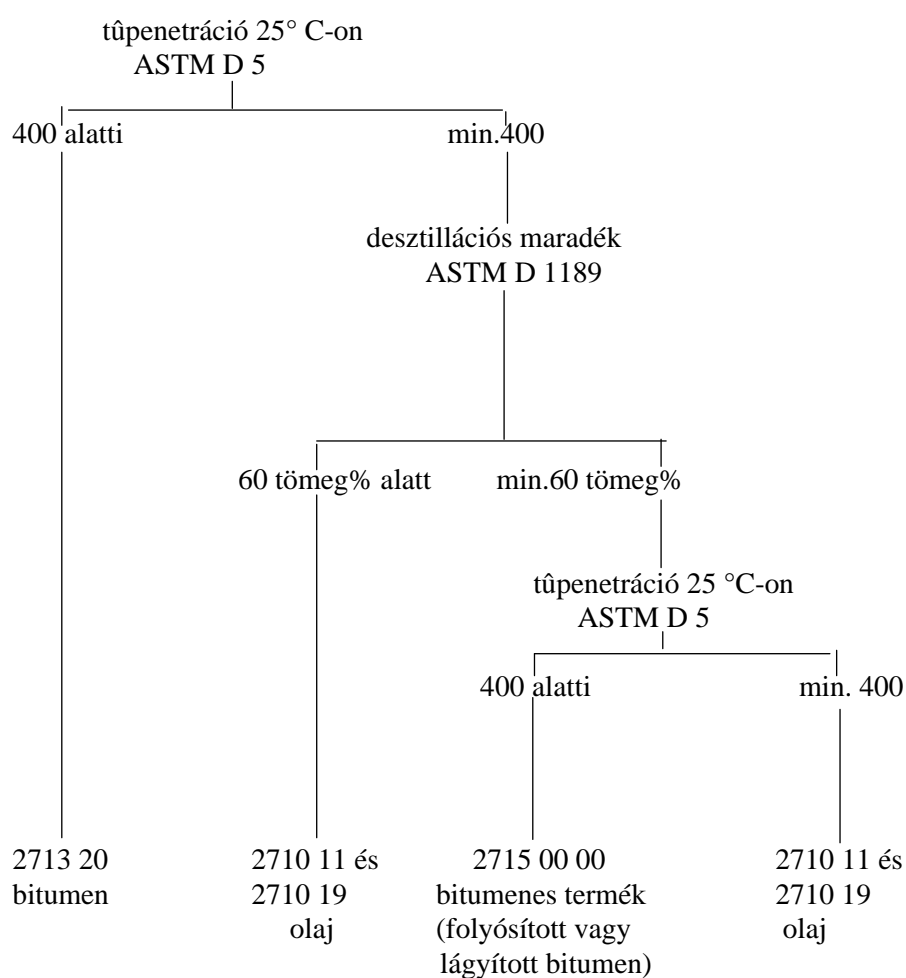 tûpenetráció 25° C-on
ASTM D 5
400 alatti
min.400
desztillációs maradék
ASTM D 1189
60 tömeg% alatt
min.60 tömeg%
tûpenetráció 25 °C-on
ASTM D 5
400 alatti
min. 400
2713 20
bitumen
2710 11 és
2710 19
olaj
2715 00 00
bitumenes termék
(folyósított vagy
lágyított bitumen)
2710 11 és
2710 19
olaj